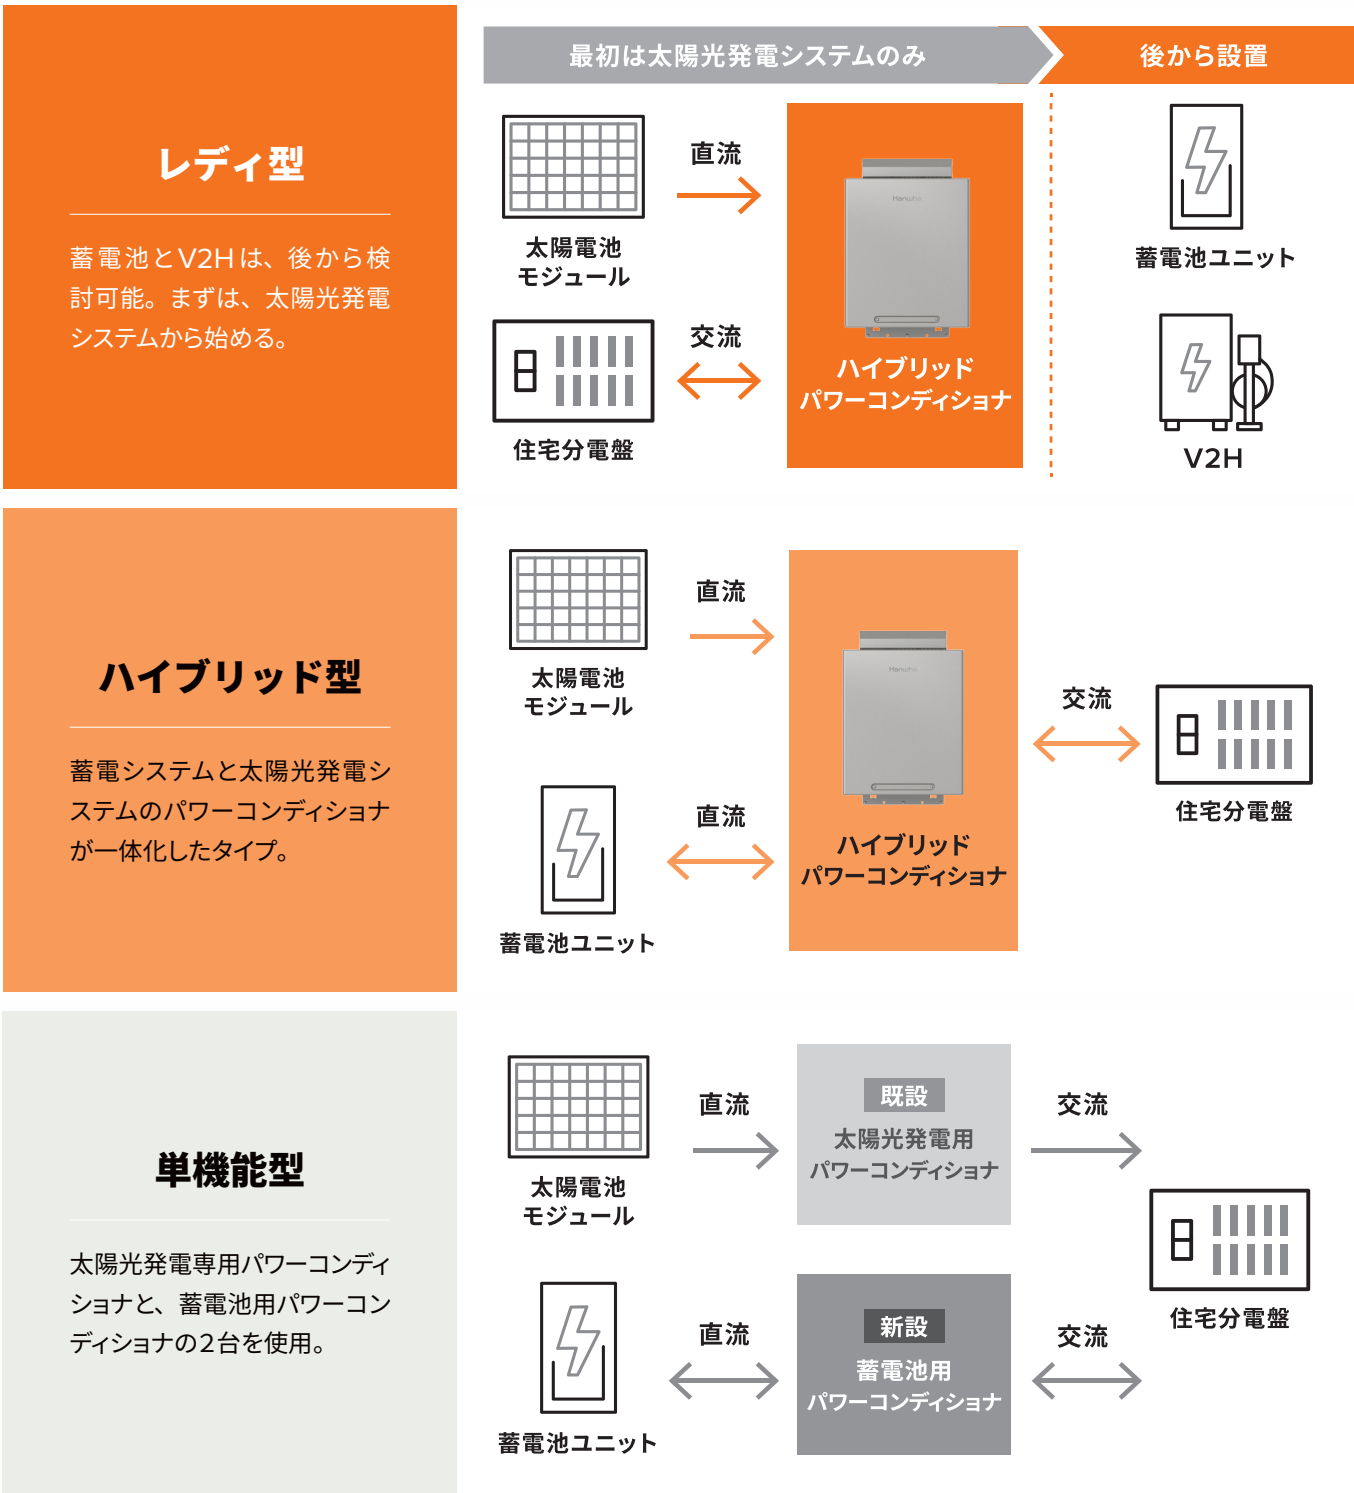 レディ型
蓄電池とV2Hは、後から検
討可能。まずは、太陽光発電
システムから始める。
最初は太陽光発電システムのみ
後から設置
太陽電池
モジュール
直流
住宅分電盤
交流
Hanwha
ハイブリッド
パワーコンディショナ
蓄電池ユニット
V2H
ハイブリッド型
蓄電システムと太陽光発電シ
ステムのパワーコンディショナ
が一体化したタイプ。
太陽電池
モジュール
直流
蓄電池ユニット
直流
Hanwha
ハイブリッド
パワーコンディショナ
交流
住宅分電盤
単機能型
太陽光発電専用パワーコンディ
ショナと、蓄電池用パワーコン
ディショナの2台を使用。
太陽電池
モジュール
直流
既設
太陽光発電用
パワーコンディショナ
交流
蓄電池ユニット
直流
新設
蓄電池用
パワーコンディショナ
交流
住宅分電盤